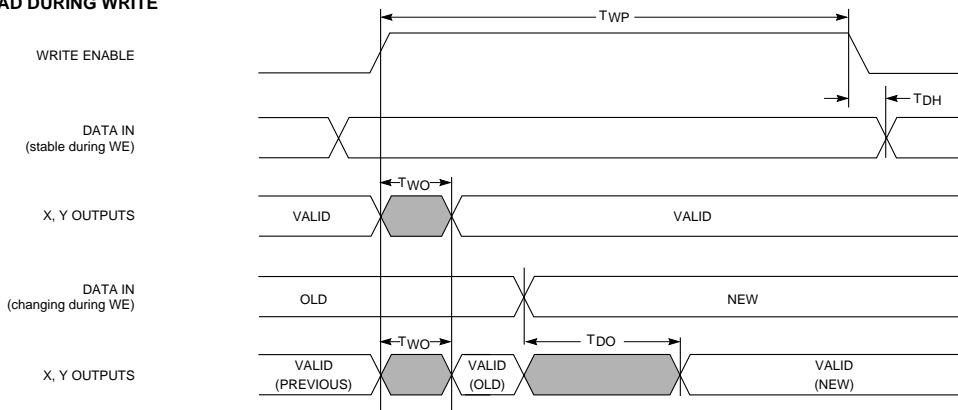 AD DURING WRITE
TWP
WRITE ENABLE
TDH
DATA IN
(stable during WE)
TWO
X, Y OUTPUTS
VALID
VALID
DATA IN
(changing during WE)
OLD
NEW
TWO
TDO
X, Y OUTPUTS
VALID
(PREVIOUS)
VALID
(OLD)
VALID
(NEW)